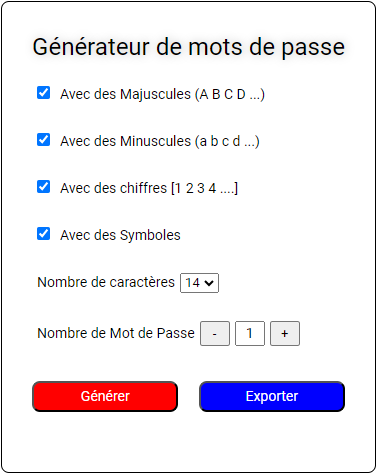 Générateur de mots de passe
Avec des Majuscules (A B C D ...)
Avec des Minuscules (a b c d ...)
Avec des chiffres [1 2 3 4 ....]
Avec des Symboles
Nombre de caractères 14
Nombre de Mot de Passe - 1 +
Générer Exporter